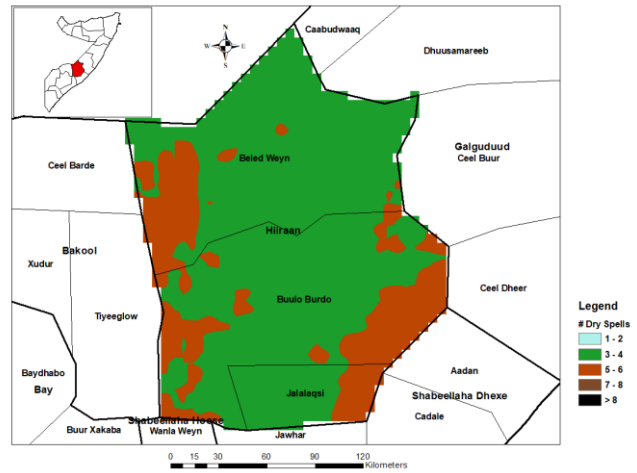 N
W E
S
Caabudwaaq
Dhuusamareeb
Galguduud
Ceel Buur
Ceel Barde
Beled Weyn
Hiiraan
Bakool
Xudur
Tiyeeglow
Buulo Burdo
Ceel Dheer
Baydhabo
Bay
Jalalaqsi
Aadan
Shabeellaha Dhexe
Cadale
Shabeellaha Hoose
Buur Xakaba
Wanla Weyn
Jawhar
Legend
# Dry Spells
1 - 2
3 - 4
5 - 6
7 - 8
> 8
0 15 30 60 90 120
Kilometers